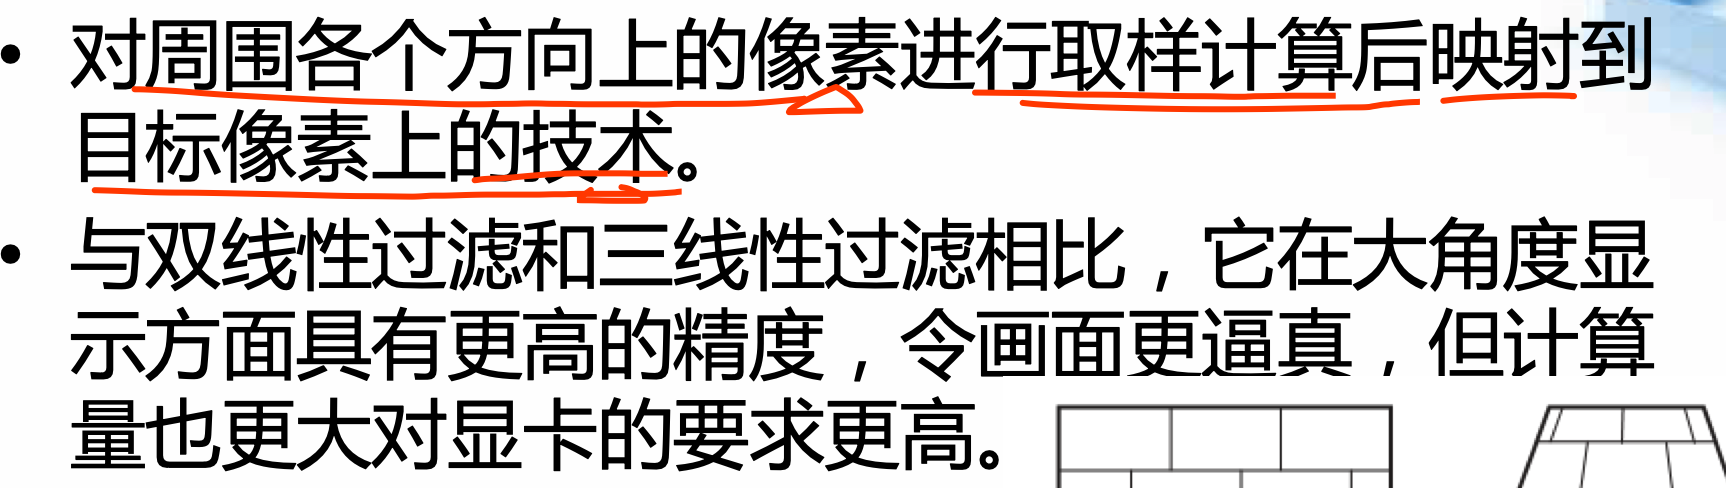 • 对周围各个方向上的像素进行取样计算后映射到
目标像素上的技术。
• 与双线性过滤和三线性过滤相比，它在大角度显
示方面具有更高的精度，令画面更逼真，但计算
量也更大对显卡的要求更高。